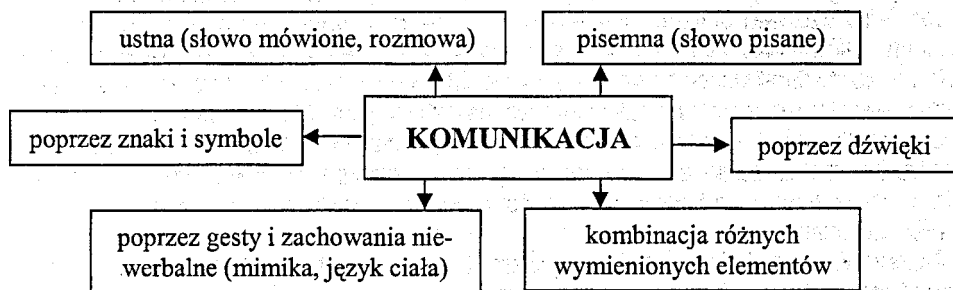 ustna (słowo mówione, rozmowa)
pisemna (słowo pisane)
poprzez znaki i symbole
KOMUNIKACJA
poprzez dźwięki
poprzez gesty i zachowania nie-
werbalne (mimika, język ciała)
kombinacja różnych
wymienionych elementów